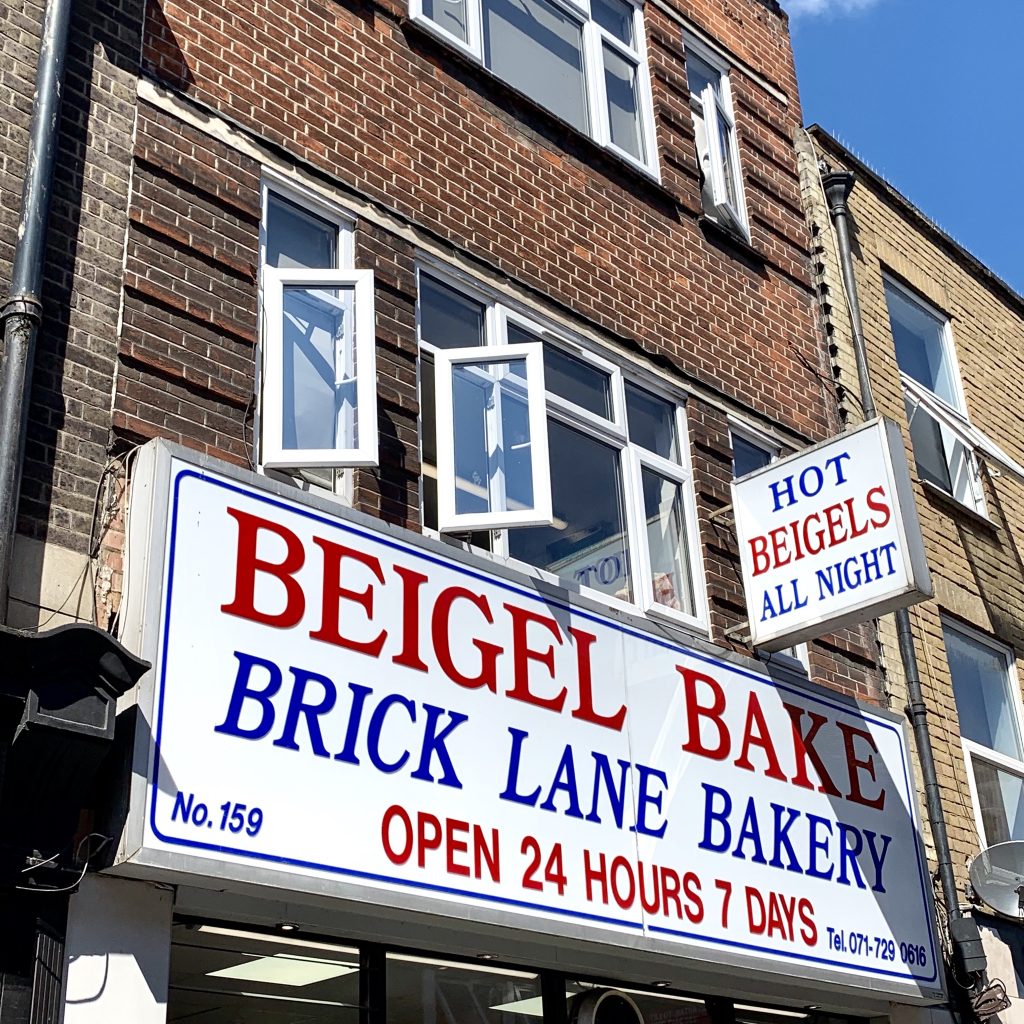 HOT
BEIGELS
ALL NIGHT
BEIGEL BAKE
BRICK LANE BAKERY
No. 159
OPEN 24 HOURS 7 DAYS
Tel. 071-729 0616